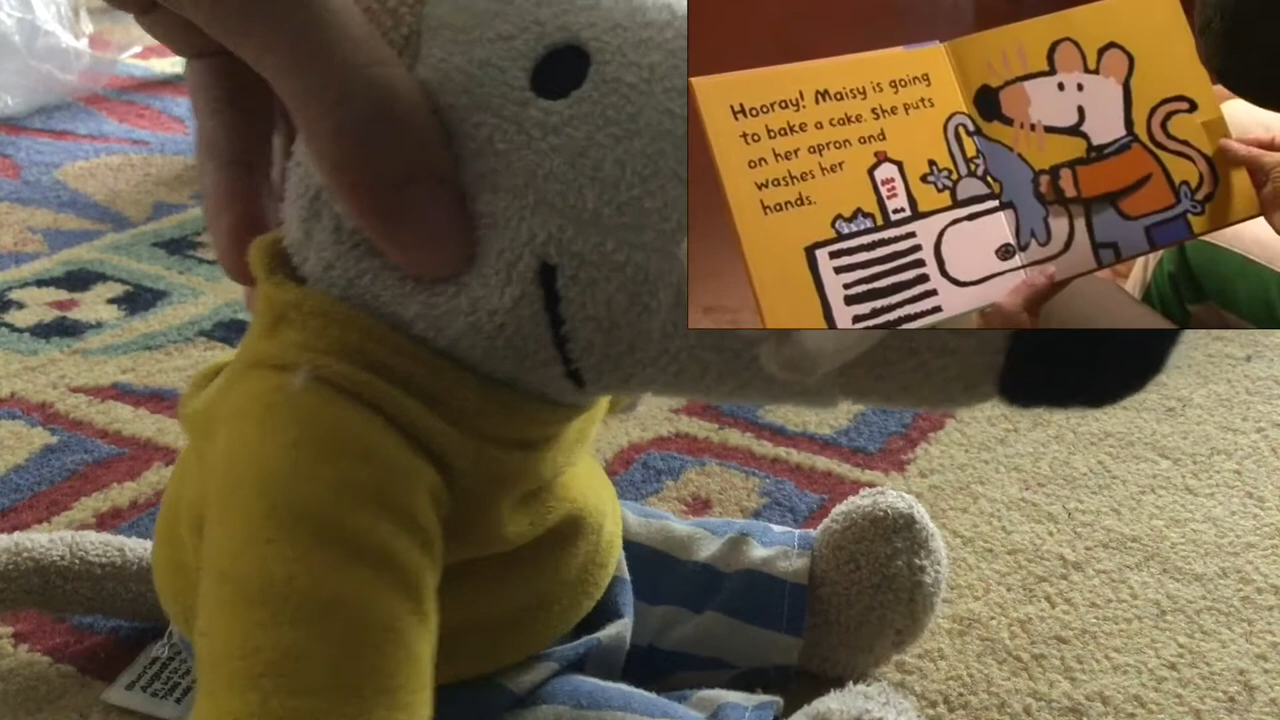 Hooray! Maisy is going
to bake a cake. She puts
on her apron and
washes her
hands.